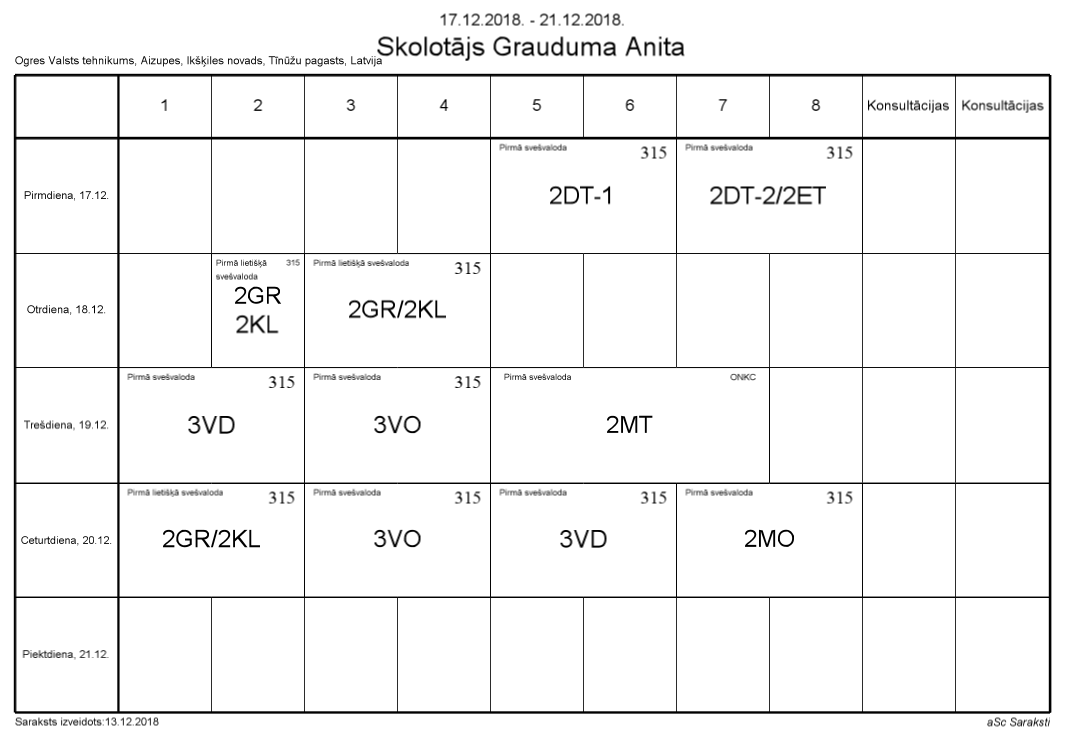 17.12.2018. - 21.12.2018.
Skolotājs Grauduma Anita
Ogres Valsts tehnikums, Aizupes, Ikšķiles novads, Tīnūžu pagasts, Latvija
1 2 3 4 5 6 7 8 Konsultācijas Konsultācijas
Pirmdiena, 17.12.
Pirmā svešvaloda 315
2DT-1
Pirmā svešvaloda 315
2DT-2/2ET
Otrdiena, 18.12.
Pirmā lietišķā 315
svešvaloda
2GR
2KL
Pirmā lietišķā svešvaloda 315
2GR/2KL
Trešdiena, 19.12.
Pirmā svešvaloda 315
3VD
Pirmā svešvaloda 315
3VO
Pirmā svešvaloda ONKC
2MT
Ceturtdiena, 20.12.
Pirmā lietišķā svešvaloda 315
2GR/2KL
Pirmā svešvaloda 315
3VO
Pirmā svešvaloda 315
3VD
Pirmā svešvaloda 315
2MO
Piektdiena, 21.12.
Saraksts izveidots:13.12.2018
aSc Saraksti